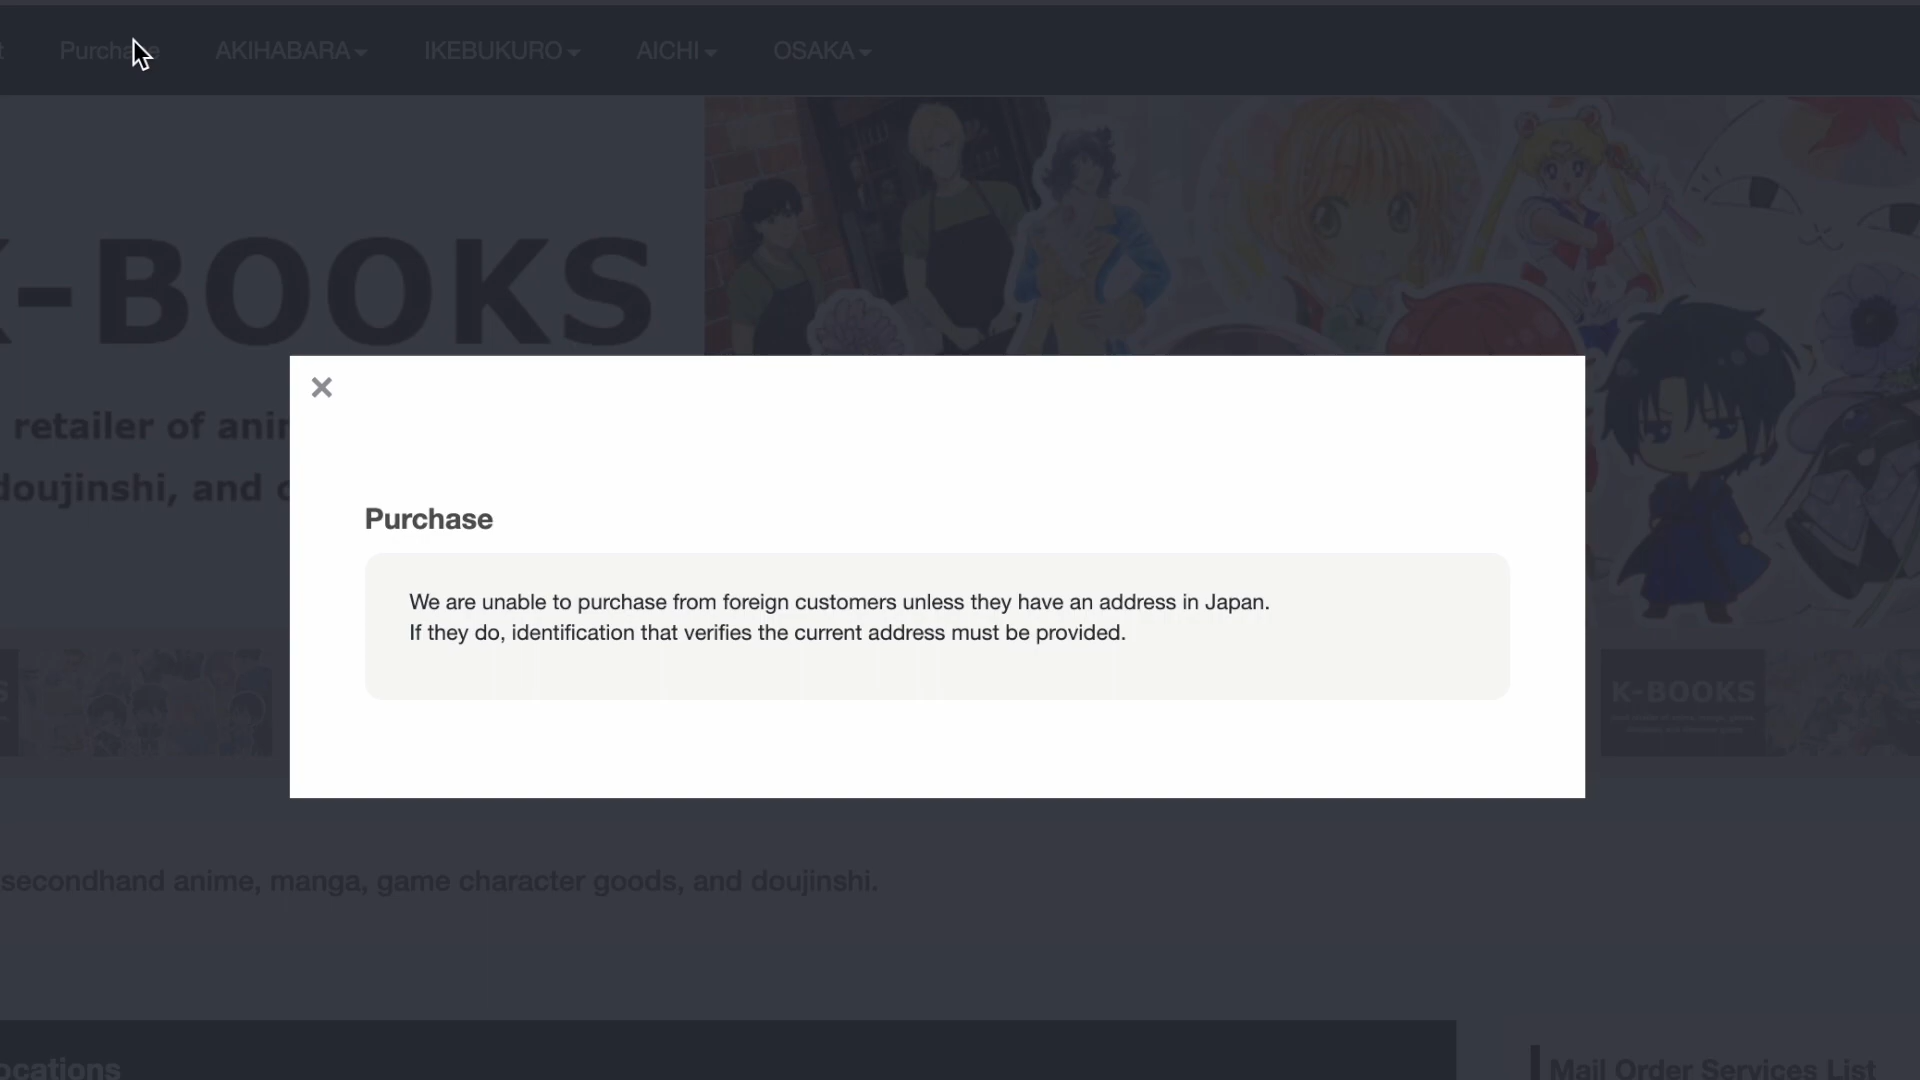 Purchase AKIHABARA IKEBUKURO AICHI OSAKA
-BOOKS
retailer of
doujinshi, and
×
Purchase
We are unable to purchase from foreign customers unless they have an address in Japan.
If they do, identification that verifies the current address must be provided.
K-BOOKS
secondhand anime, manga, game character goods, and doujinshi.
ocations
Mail Order Services List